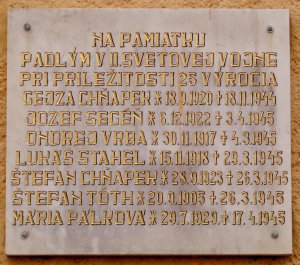 NA PAMIATKU
PADLÝM V II. SVETOVEJ VOJNE
PRI PRÍLEŽITOSTI 25 VÝROČIA
GEJZA CHŇAPEK * 18.9.1920 † 18.11.1944
JOZEF SEGÉŇ * 6.12.1922 † 3.4.1945
ONDREJ VRBA * 30.11.1917 † 4.3.1945
LUKÁŠ STAHEL * 15.11.1918 † 29.3.1945
ŠTEFAN CHŇAPEK * 28.9.1923 † 26.3.1945
ŠTEFAN TÓTH * 20.9.1905 † 26.3.1945
MÁRIA PÁLKOVÁ * 29.7.1929 † 17.4.1945